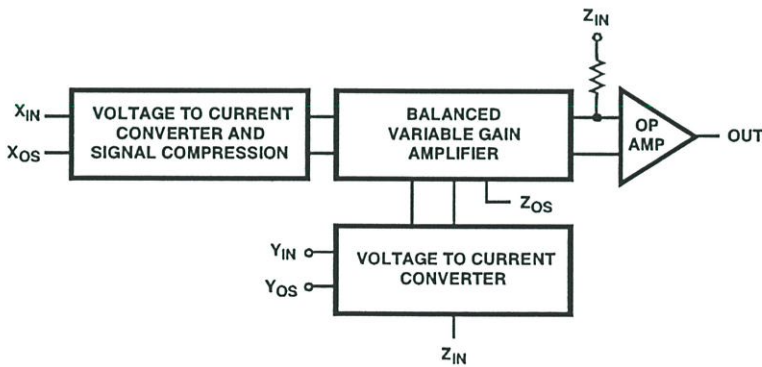 Z_IN
X_IN
X_OS
VOLTAGE TO CURRENT
CONVERTER AND
SIGNAL COMPRESSION
BALANCED
VARIABLE GAIN
AMPLIFIER
OP
AMP
OUT
Z_OS
Y_IN
Y_OS
VOLTAGE TO CURRENT
CONVERTER
Z_IN